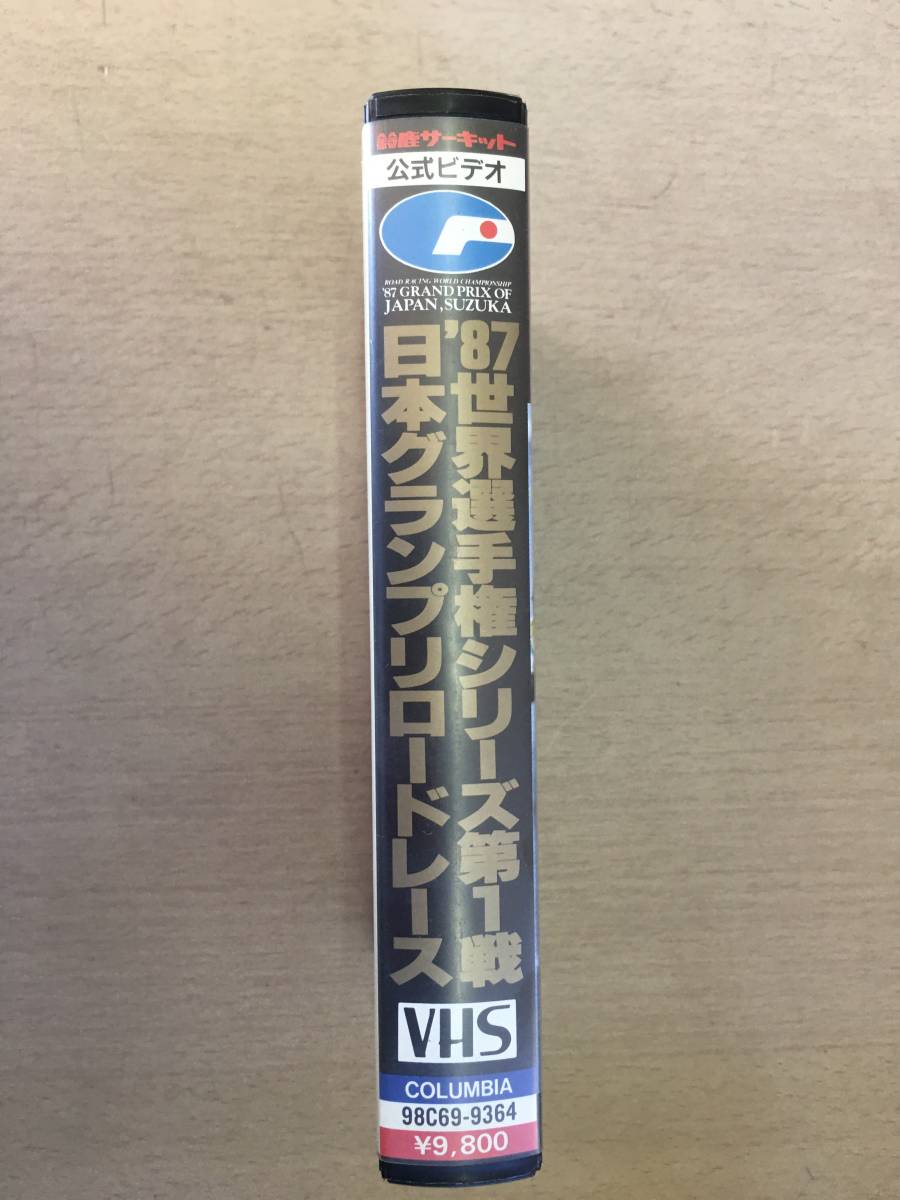 鈴鹿サーキット
公式ビデオ
ROAD RACING WORLD CHAMPIONSHIP
'87 GRAND PRIX OF
JAPAN, SUZUKA
'87世界選手権シリーズ第1戦
日本グランプリロードレース
VHS
COLUMBIA
98C69-9364
¥9,800